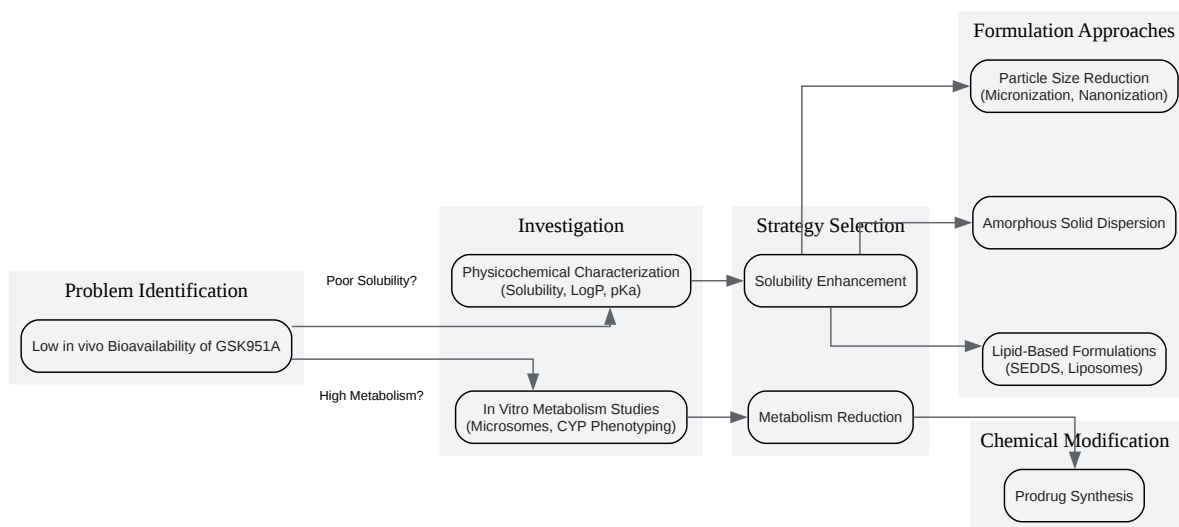 Formulation Approaches
Particle Size Reduction
(Micronization, Nanonization)
Investigation
Strategy Selection
Amorphous Solid Dispersion
Problem Identification
Poor Solubility?
Physicochemical Characterization
(Solubility, LogP, pKa)
Solubility Enhancement
Low in vivo Bioavailability of GSK951A
Lipid-Based Formulations
(SEDDS, Liposomes)
High Metabolism?
In Vitro Metabolism Studies
(Microsomes, CYP Phenotyping)
Metabolism Reduction
Chemical Modification
Prodrug Synthesis